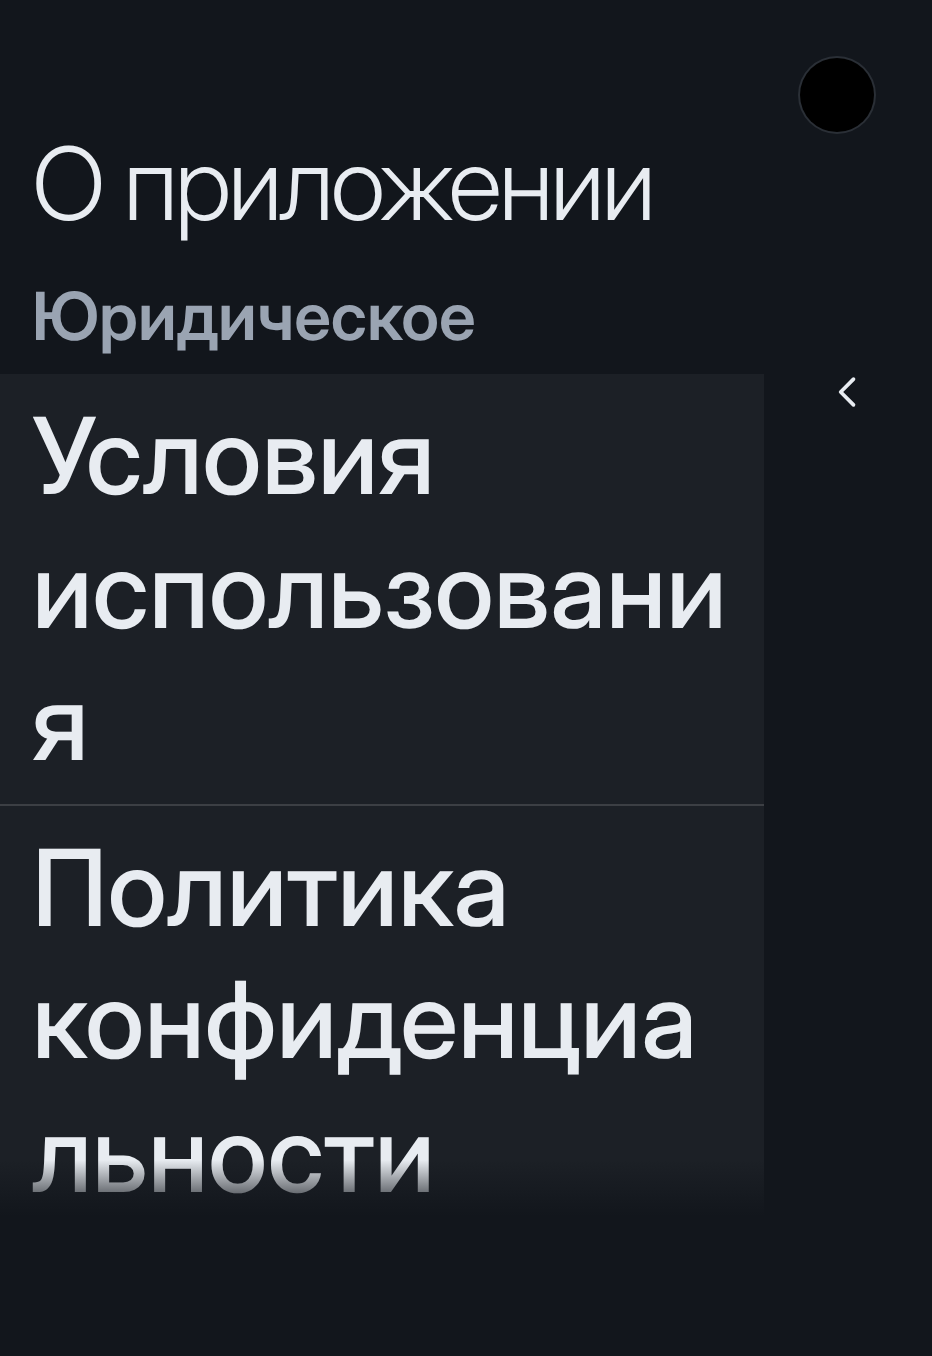 О приложении
Юридическое
Условия
использовани
я
Политика
конфиденциа
льности